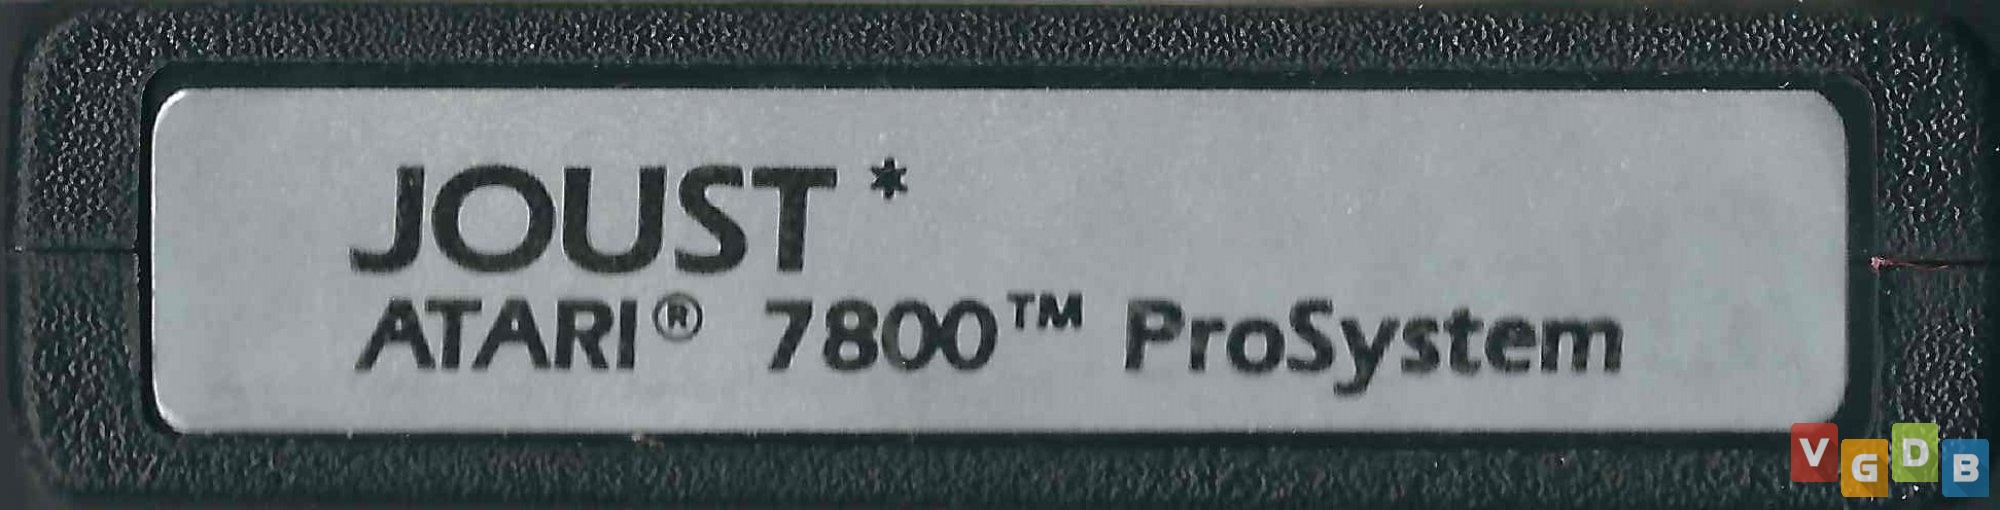 JOUST *
ATARI® 7800™ ProSystem
VGDB